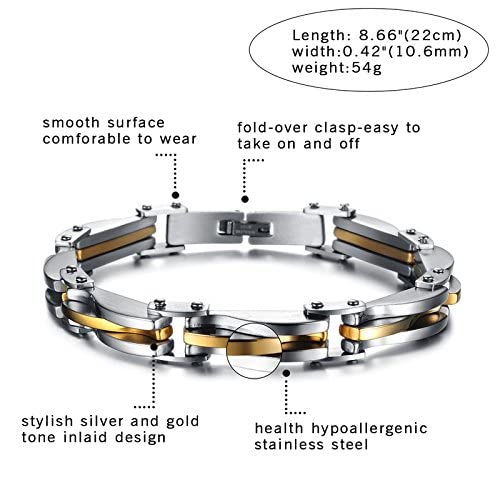 Length: 8.66"(22cm)
width:0.42"(10.6mm)
weight:54g
smooth surface
comforable to wear
fold-over clasp-easy to
take on and off
stylish silver and gold
tone inlaid design
health hypoallergenic
stainless steel